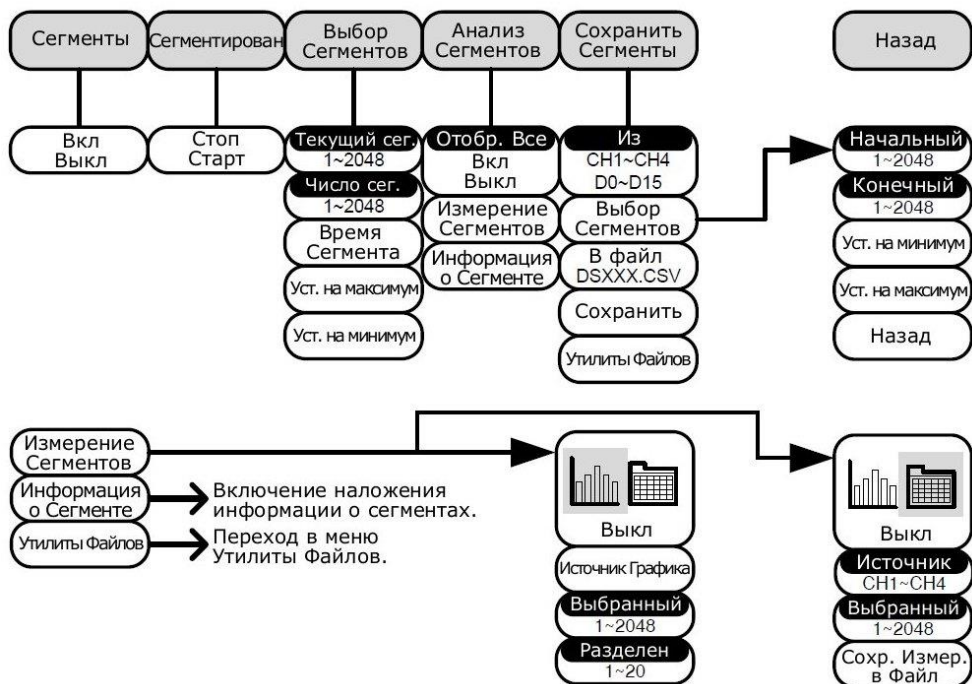 Сегменты
Сегментирован
Выбор
Сегментов
Анализ
Сегментов
Сохранить
Сегменты
Назад
Вкл
Выкл
Стоп
Старт
Текущий сег.
1~2048
Число сег.
1~2048
Время
Сегмента
Уст. на максимум
Уст. на минимум
Отобр. Все
Вкл
Выкл
Измерение
Сегментов
Информация
о Сегменте
Из
CH1~CH4
D0~D15
Выбор
Сегментов
В файл
DSXXX.CSV
Сохранить
Утилиты Файлов
Начальный
1~2048
Конечный
1~2048
Уст. на минимум
Уст. на максимум
Назад
Измерение
Сегментов
Информация
о Сегменте
Включение наложения
информации о сегментах.
Утилиты Файлов
Переход в меню
Утилиты Файлов.
Выкл
Источник Графика
Выбранный
1~2048
Разделен
1~20
Выкл
Источник
CH1~CH4
Выбранный
1~2048
Сохр. Измер.
в Файл